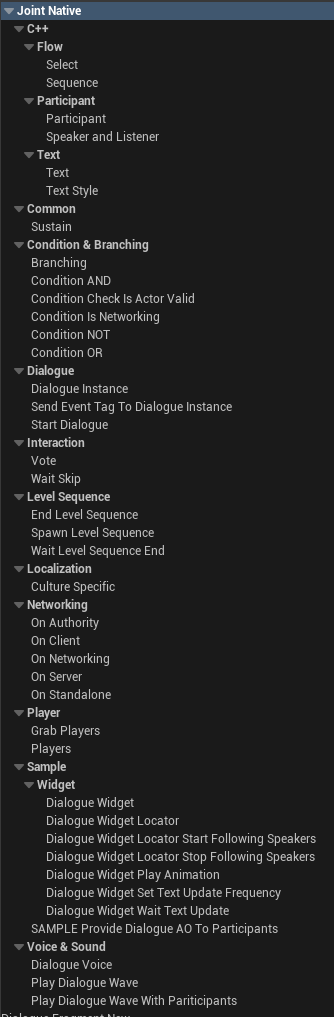 Joint Native
C++
Flow
Select
Sequence
Participant
Participant
Speaker and Listener
Text
Text
Text Style
Common
Sustain
Condition & Branching
Branching
Condition AND
Condition Check Is Actor Valid
Condition Is Networking
Condition NOT
Condition OR
Dialogue
Dialogue Instance
Send Event Tag To Dialogue Instance
Start Dialogue
Interaction
Vote
Wait Skip
Level Sequence
End Level Sequence
Spawn Level Sequence
Wait Level Sequence End
Localization
Culture Specific
Networking
On Authority
On Client
On Networking
On Server
On Standalone
Player
Grab Players
Players
Sample
Widget
Dialogue Widget
Dialogue Widget Locator
Dialogue Widget Locator Start Following Speakers
Dialogue Widget Locator Stop Following Speakers
Dialogue Widget Play Animation
Dialogue Widget Set Text Update Frequency
Dialogue Widget Wait Text Update
SAMPLE Provide Dialogue AO To Participants
Voice & Sound
Dialogue Voice
Play Dialogue Wave
Play Dialogue Wave With Pariticipants
Dialogue Fragment New